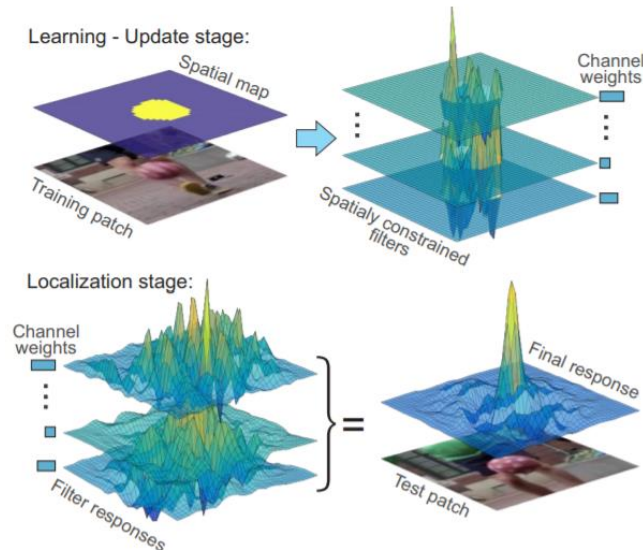 Learning - Update stage:
Spatial map
Training patch
Channel
weights
Spatialy constrained
filters
Localization stage:
Channel
weights
Filter responses
=
Final response
Test patch